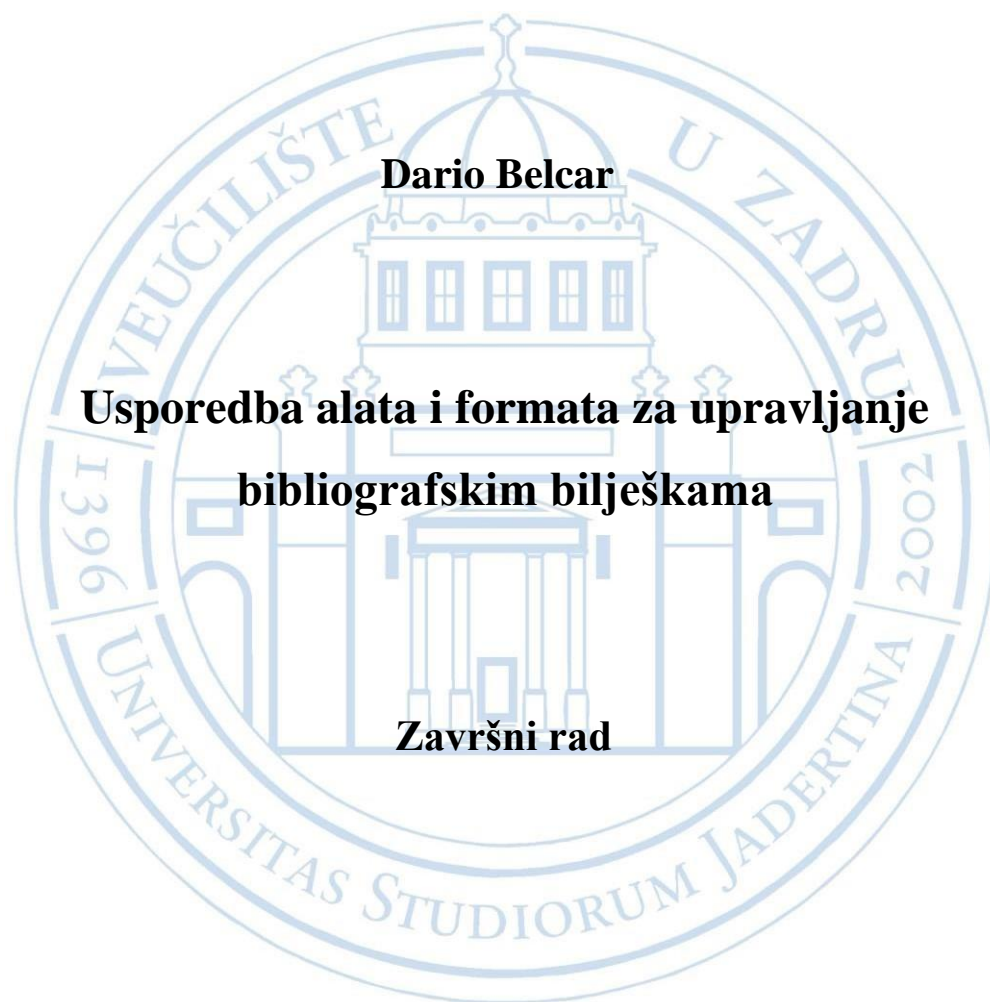 SVEUČILIŠTE U ZADRU
Dario Belcar
Usporedba alata i formata za upravljanje
bibliografskim bilješkama
1396
2002
Završni rad
UNIVERSITAS STUDIORUM JADERTINA